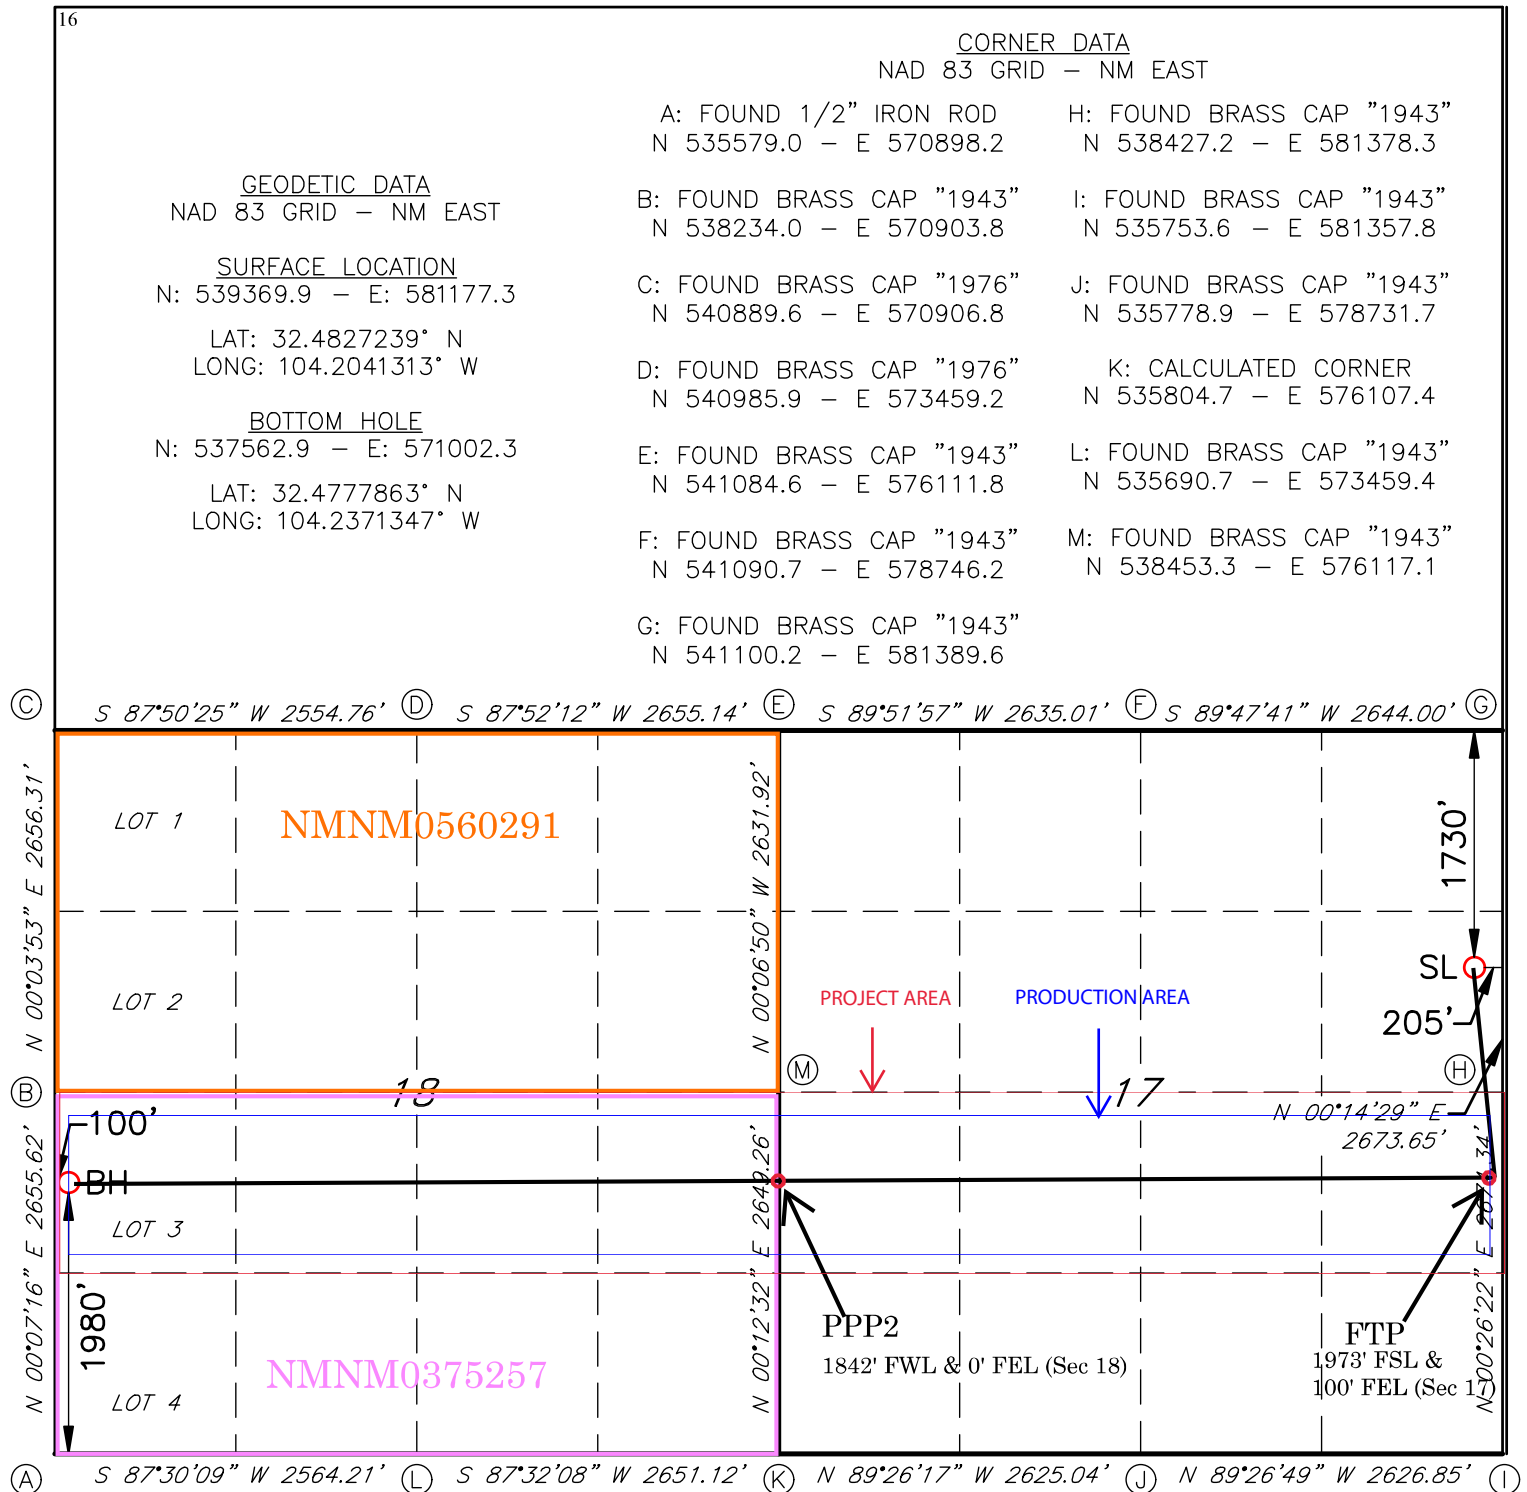 16
CORNER DATA
NAD 83 GRID – NM EAST
A: FOUND 1/2" IRON ROD
N 535579.0 – E 570898.2
B: FOUND BRASS CAP "1943"
N 538234.0 – E 570903.8
C: FOUND BRASS CAP "1976"
N 540889.6 – E 570906.8
D: FOUND BRASS CAP "1976"
N 540985.9 – E 573459.2
E: FOUND BRASS CAP "1943"
N 541084.6 – E 576111.8
F: FOUND BRASS CAP "1943"
N 541090.7 – E 578746.2
G: FOUND BRASS CAP "1943"
N 541100.2 – E 581389.6
H: FOUND BRASS CAP "1943"
N 538427.2 – E 581378.3
I: FOUND BRASS CAP "1943"
N 535753.6 – E 581357.8
J: FOUND BRASS CAP "1943"
N 535778.9 – E 578731.7
K: CALCULATED CORNER
N 535804.7 – E 576107.4
L: FOUND BRASS CAP "1943"
N 535690.7 – E 573459.4
M: FOUND BRASS CAP "1943"
N 538453.3 – E 576117.1
GEODETIC DATA
NAD 83 GRID – NM EAST
SURFACE LOCATION
N: 539369.9 – E: 581177.3
LAT: 32.4827239° N
LONG: 104.2041313° W
BOTTOM HOLE
N: 537562.9 – E: 571002.3
LAT: 32.4777863° N
LONG: 104.2371347° W
C
S 87°50'25" W 2554.76'
D
S 87°52'12" W 2655.14'
E
S 89°51'57" W 2635.01'
F
S 89°47'41" W 2644.00'
G
N 00°03'53" E 2656.31'
LOT 1
NMNM0560291
N 00°06'50" W 2631.92'
1730'
LOT 2
PROJECT AREA
PRODUCTION AREA
SL
205'
B
18
M
17
H
N 00°14'29" E
2673.65'
100'
BH
LOT 3
N 00°07'16" E 2655.62'
N 00°12'32" E 2649.26'
1980'
PPP2
1842' FWL & 0' FEL (Sec 18)
FTP
1973' FSL &
100' FEL (Sec 17)
N 00°26'22" E
NMNM0375257
LOT 4
A
S 87°30'09" W 2564.21'
L
S 87°32'08" W 2651.12'
K
N 89°26'17" W 2625.04'
J
N 89°26'49" W 2626.85'
I